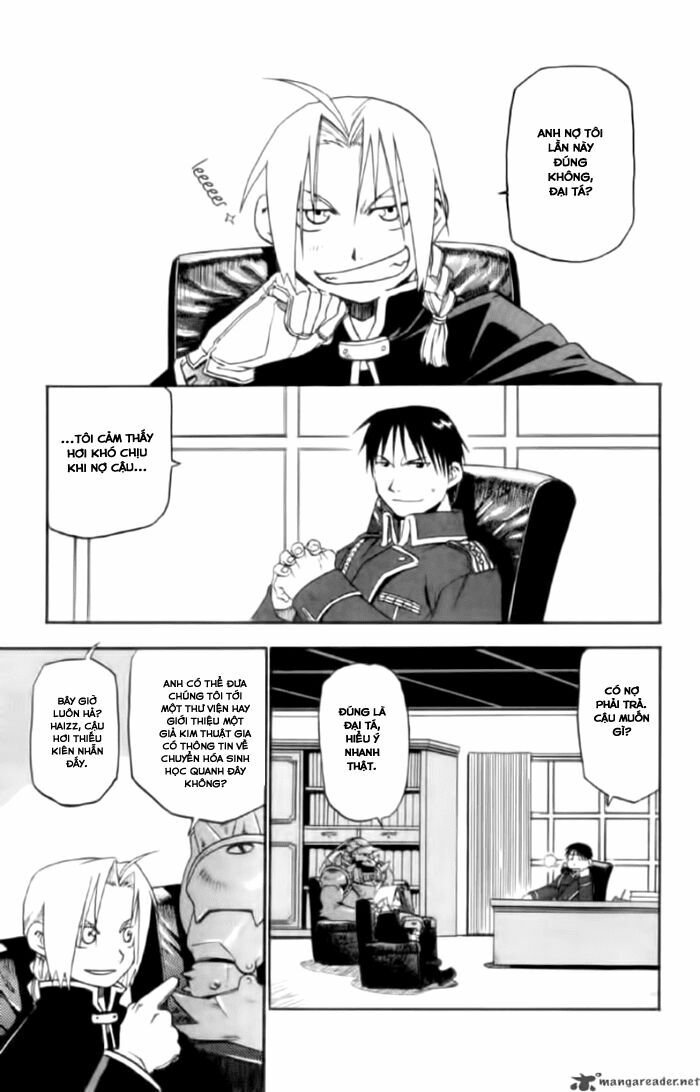 ANH NỢ TÔI
LẦN NÀY
ĐÚNG
KHÔNG,
ĐẠI TÁ?
leeeeer
...TÔI CẢM THẤY
HƠI KHÓ CHỊU
KHI NỢ CẬU...
CÓ NỢ
PHẢI TRẢ.
CẬU MUỐN
GÌ?
ĐÚNG LÀ
ĐẠI TÁ,
HIỂU Ý
NHANH
THẬT.
ANH CÓ THỂ ĐƯA
CHÚNG TÔI TỚI
MỘT THƯ VIỆN HAY
GIỚI THIỆU MỘT
GIẢ KIM THUẬT GIA
CÓ THÔNG TIN VỀ
CHUYỂN HÓA SINH
HỌC QUANH ĐÂY
KHÔNG?
BÂY GIỜ
LUÔN HẢ?
HAIZZ, CẬU
HƠI THIẾU
KIÊN NHẪN
ĐẤY.
mangareader.net